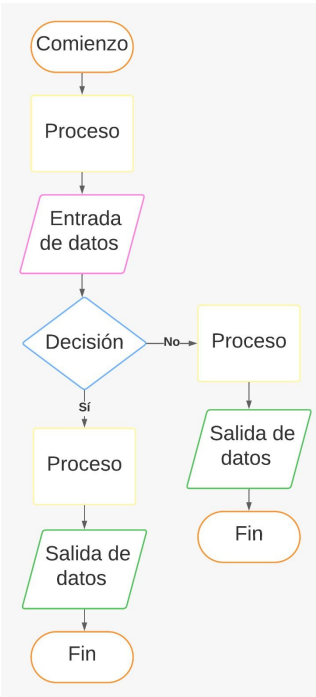 Comienzo
Proceso
Entrada
de datos
Decisión
No
Proceso
Salida de
datos
Fin
Sí
Proceso
Salida de
datos
Fin